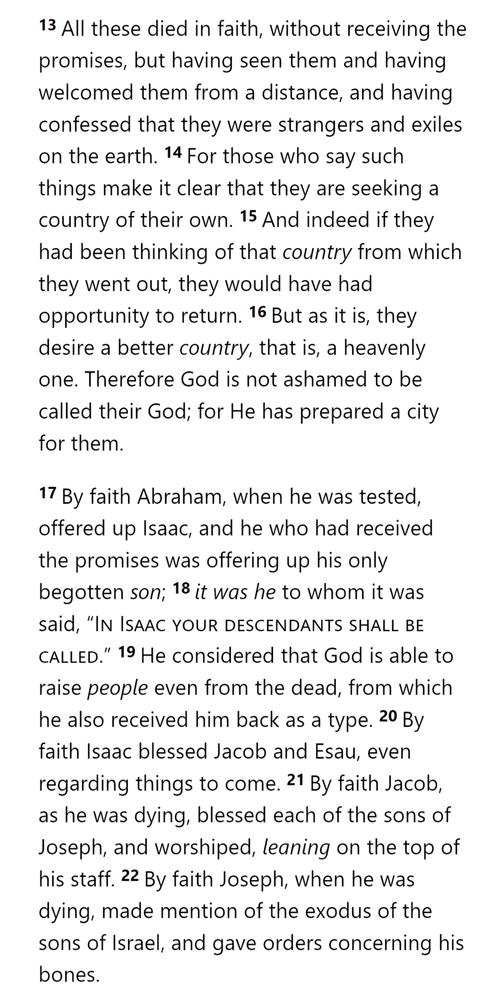 13 All these died in faith, without receiving the
promises, but having seen them and having
welcomed them from a distance, and having
confessed that they were strangers and exiles
on the earth. 14 For those who say such
things make it clear that they are seeking a
country of their own. 15 And indeed if they
had been thinking of that country from which
they went out, they would have had
opportunity to return. 16 But as it is, they
desire a better country, that is, a heavenly
one. Therefore God is not ashamed to be
called their God; for He has prepared a city
for them.
17 By faith Abraham, when he was tested,
offered up Isaac, and he who had received
the promises was offering up his only
begotten son; 18 it was he to whom it was
said, “IN ISAAC YOUR DESCENDANTS SHALL BE
CALLED.” 19 He considered that God is able to
raise people even from the dead, from which
he also received him back as a type. 20 By
faith Isaac blessed Jacob and Esau, even
regarding things to come. 21 By faith Jacob,
as he was dying, blessed each of the sons of
Joseph, and worshiped, leaning on the top of
his staff. 22 By faith Joseph, when he was
dying, made mention of the exodus of the
sons of Israel, and gave orders concerning his
bones.